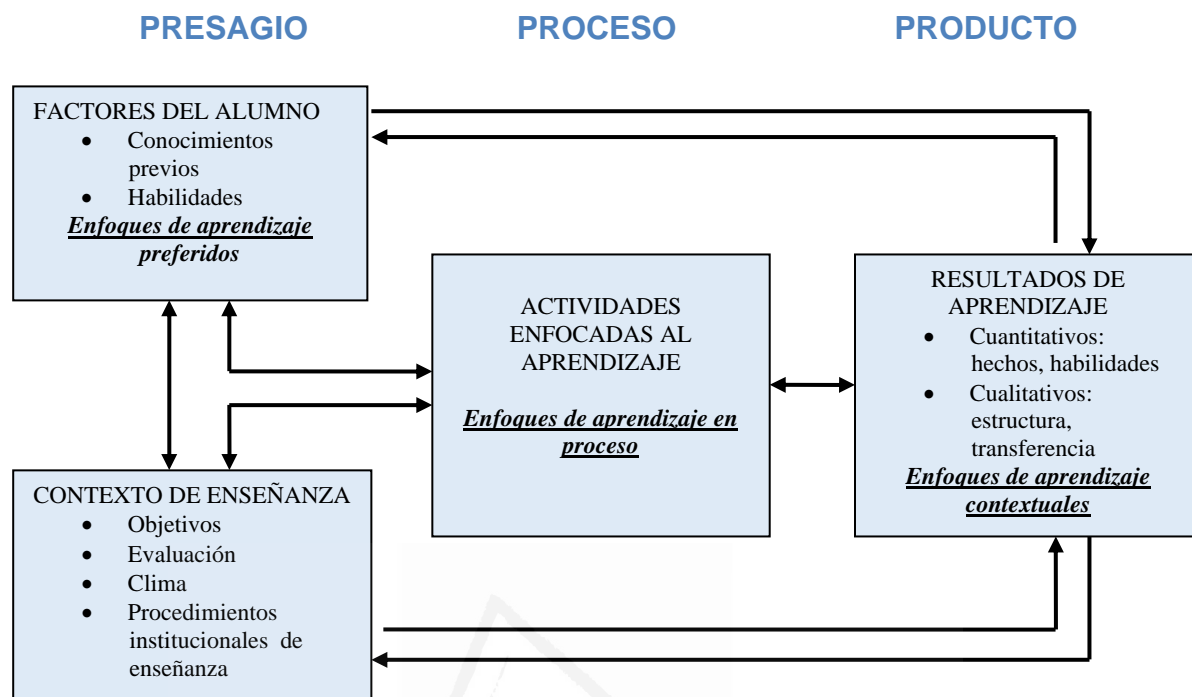 PRESAGIO PROCESO PRODUCTO
FACTORES DEL ALUMNO
• Conocimientos
previos
• Habilidades
Enfoques de aprendizaje
preferidos
ACTIVIDADES
ENFOCADAS AL
APRENDIZAJE
Enfoques de aprendizaje en
proceso
RESULTADOS DE
APRENDIZAJE
• Cuantitativos:
hechos, habilidades
• Cualitativos:
estructura,
transferencia
Enfoques de aprendizaje
contextuales
CONTEXTO DE ENSEÑANZA
• Objetivos
• Evaluación
• Clima
• Procedimientos
institucionales de
enseñanza